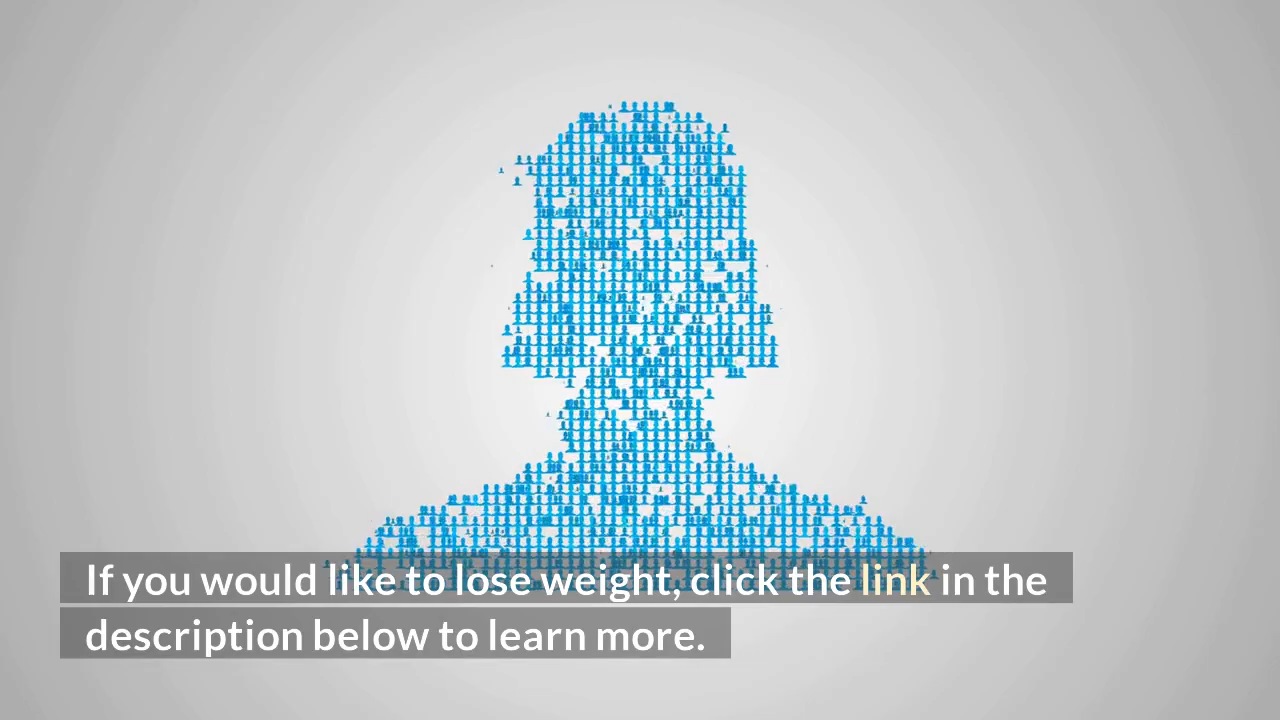 If you would like to lose weight, click the link in the
description below to learn more.